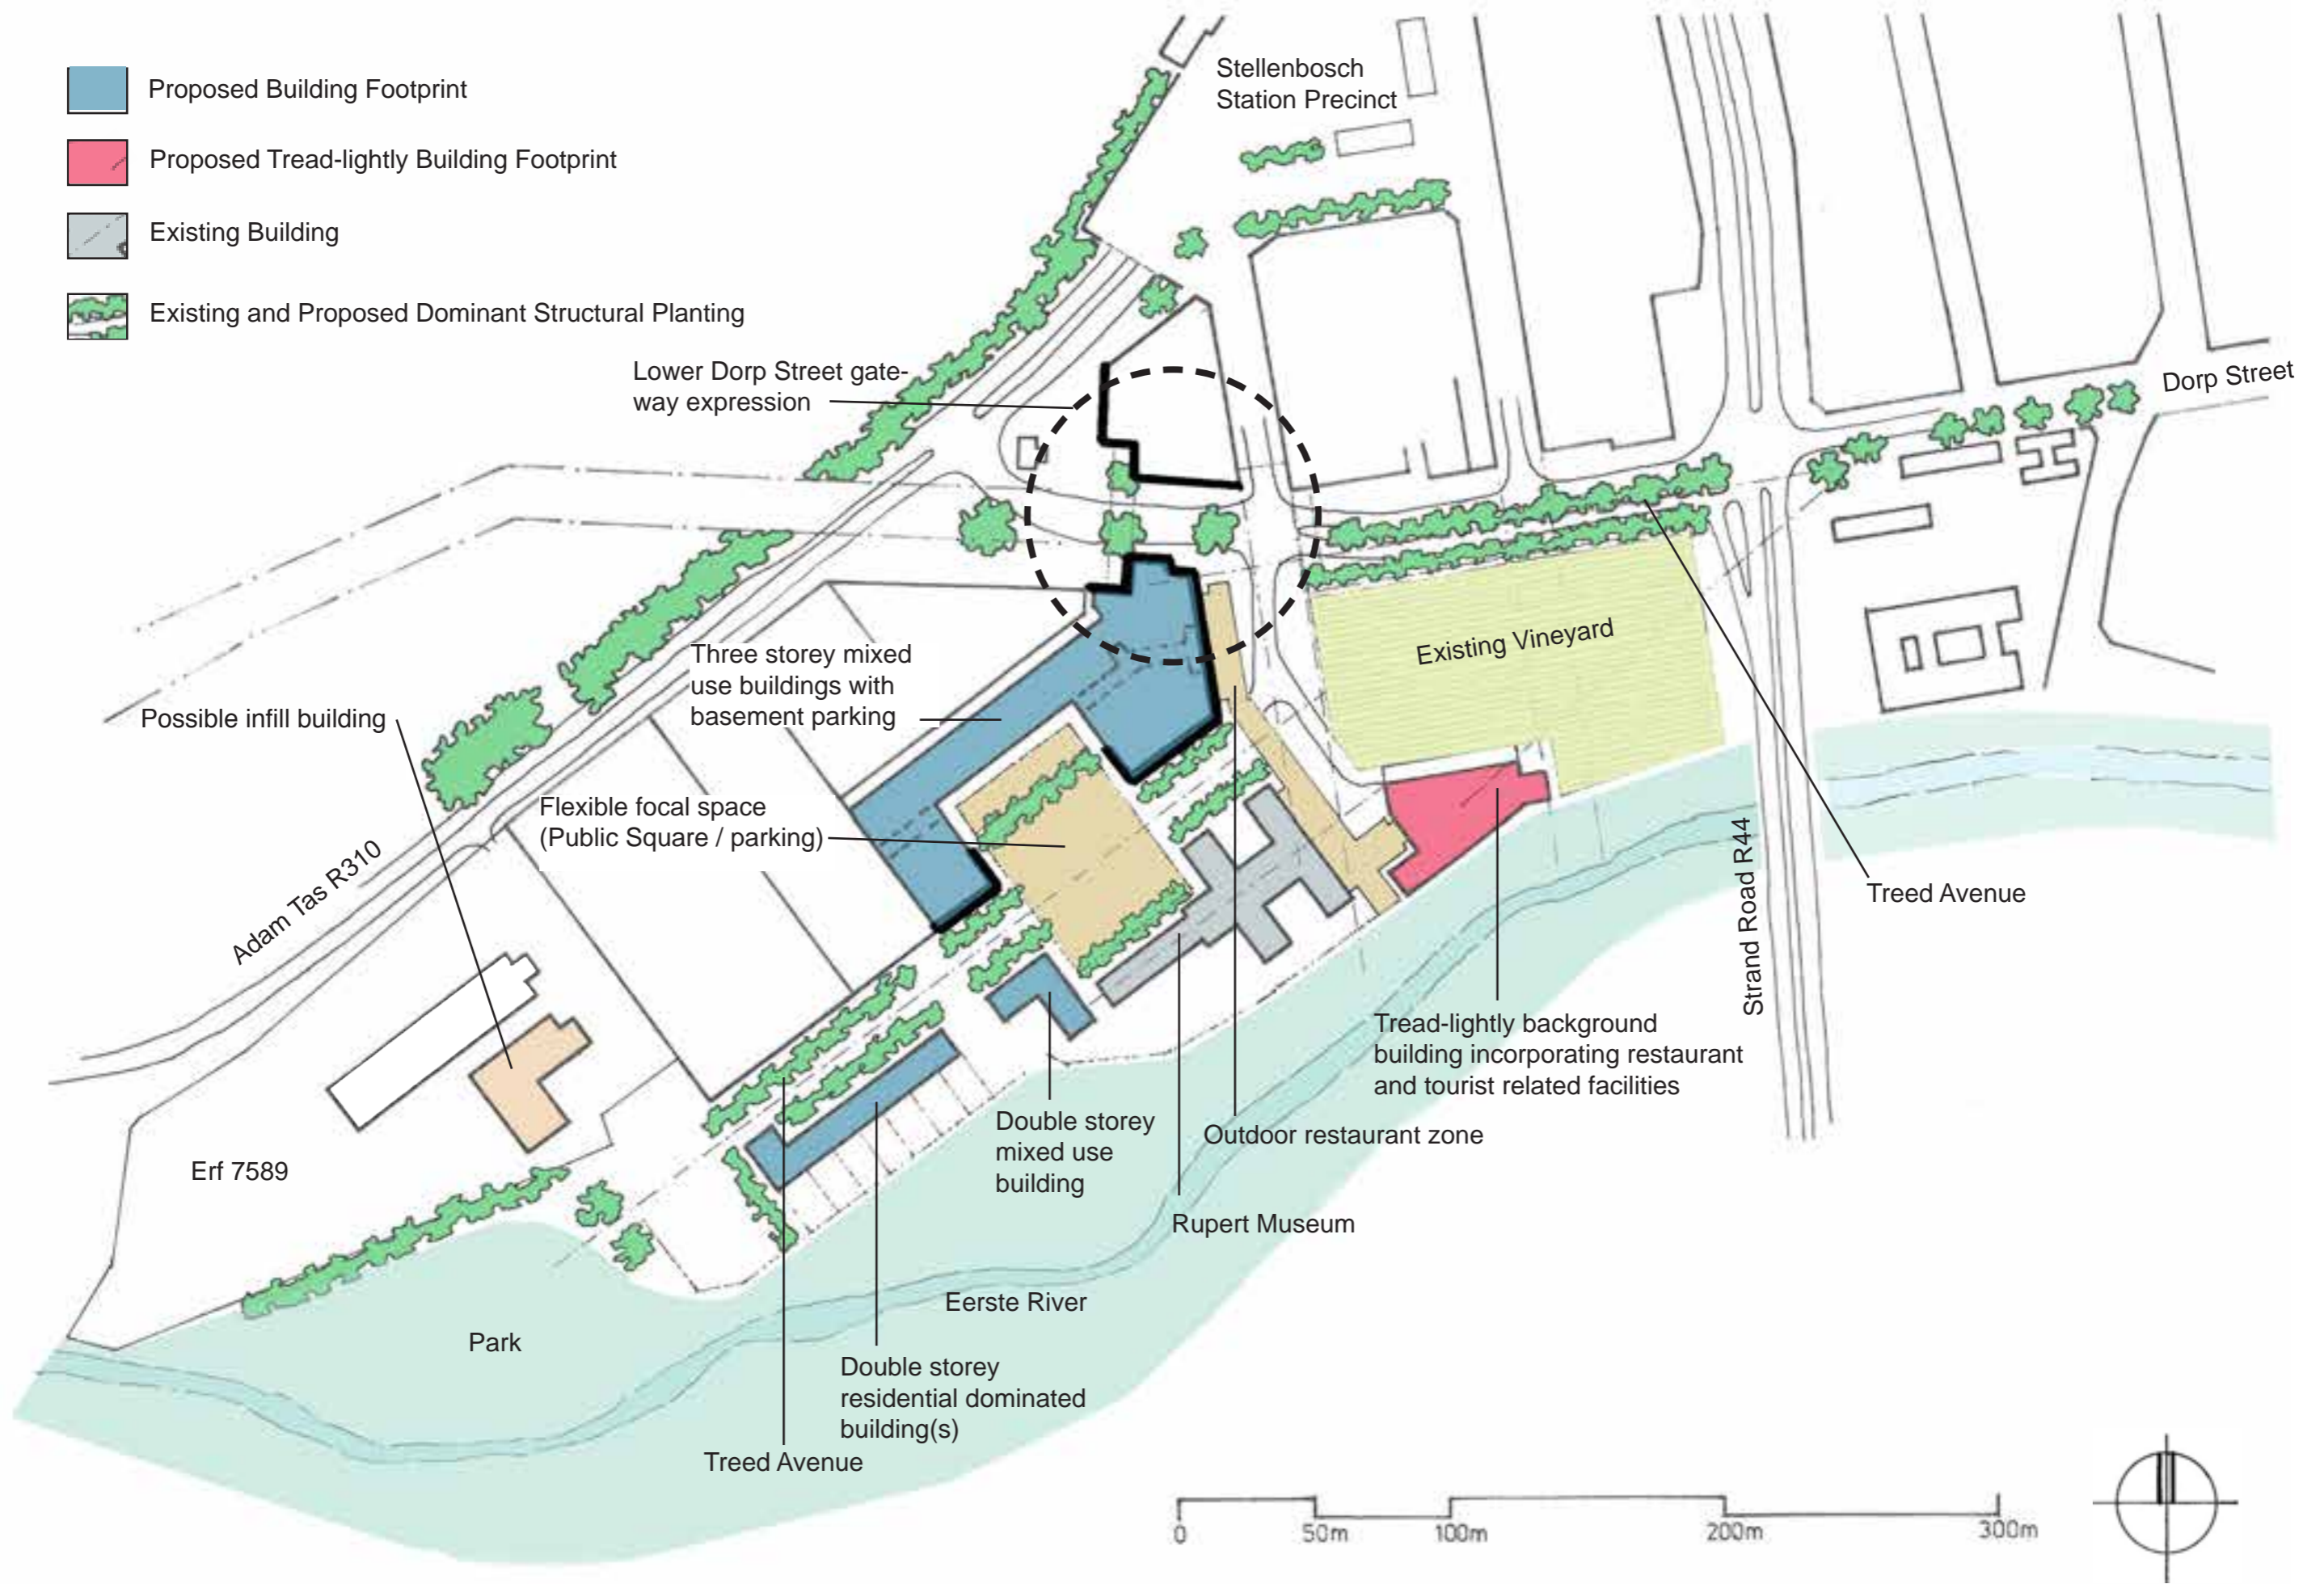 Proposed Building Footprint
Proposed Tread-lightly Building Footprint
Existing Building
Existing and Proposed Dominant Structural Planting
Stellenbosch
Station Precinct
Lower Dorp Street gate-
way expression
Dorp Street
Existing Vineyard
Three storey mixed
use buildings with
basement parking
Possible infill building
Flexible focal space
(Public Square / parking)
Adam Tas R310
Strand Road R44
Treed Avenue
Tread-lightly background
building incorporating restaurant
and tourist related facilities
Double storey
mixed use
building
Outdoor restaurant zone
Erf 7589
Rupert Museum
Eerste River
Park
Double storey
residential dominated
building(s)
Treed Avenue
0 50m 100m 200m 300m